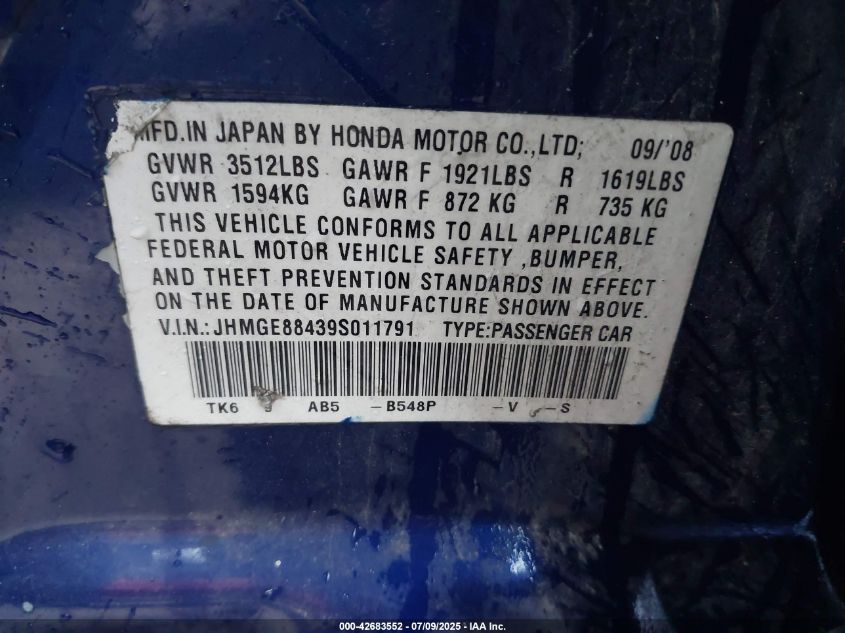 MFD.IN JAPAN BY HONDA MOTOR CO.,LTD; 09/'08
GVWR 3512LBS GAWR F 1921LBS R 1619LBS
GVWR 1594KG GAWR F 872 KG R 735 KG
THIS VEHICLE CONFORMS TO ALL APPLICABLE
FEDERAL MOTOR VEHICLE SAFETY ,BUMPER,
AND THEFT PREVENTION STANDARDS IN EFFECT
ON THE DATE OF MANUFACTURE SHOWN ABOVE.
V.I.N.: JHMGE88439S011791 TYPE:PASSENGER CAR
TK6 AB5 -B548P -V -S
000-42683552 - 07/09/2025 - IAA Inc.